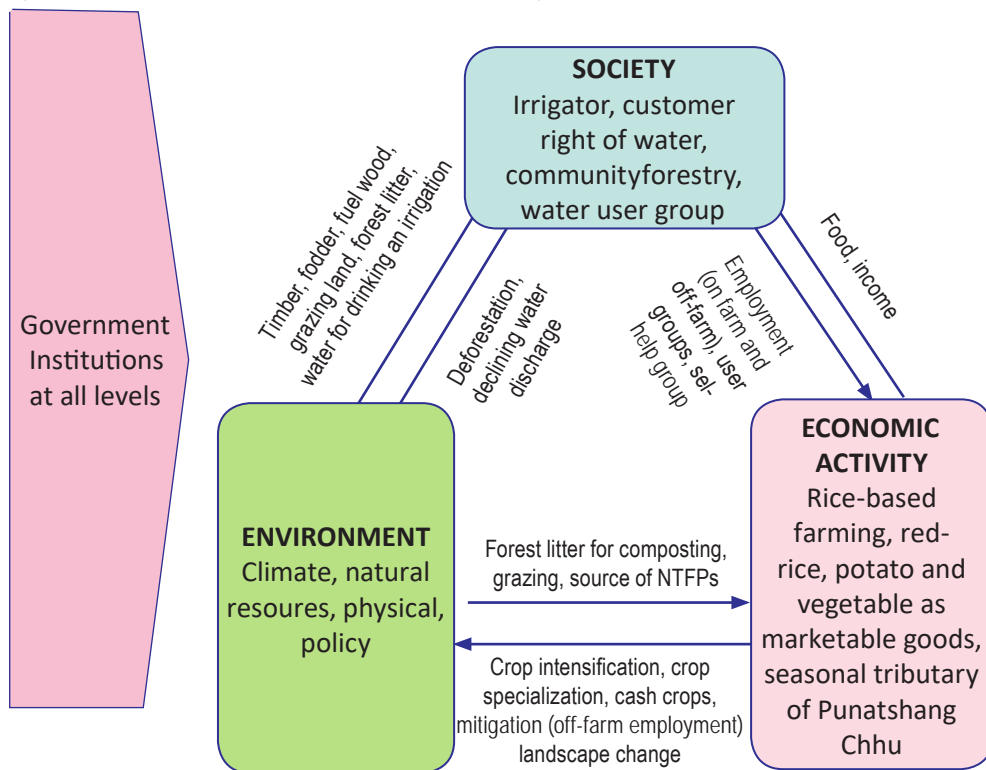 Government
Institutions
at all levels
SOCIETY
Irrigator, customer
right of water,
communityforestry,
water user group
Timber, fodder, fuel wood,
grazing land, forest litter,
water for drinking an irrigation
Deforestation,
declining water
discharge
Employment
(on farm and
off-farm), user
groups, sel-
help group
Food, income
ENVIRONMENT
Climate, natural
resoures, physical,
policy
Forest litter for composting,
grazing, source of NTFPs
Crop intensification, crop
specialization, cash crops,
mitigation (off-farm employment)
landscape change
ECONOMIC
ACTIVITY
Rice-based
farming, red-
rice, potato and
vegetable as
marketable goods,
seasonal tributary
of Punatshang
Chhu